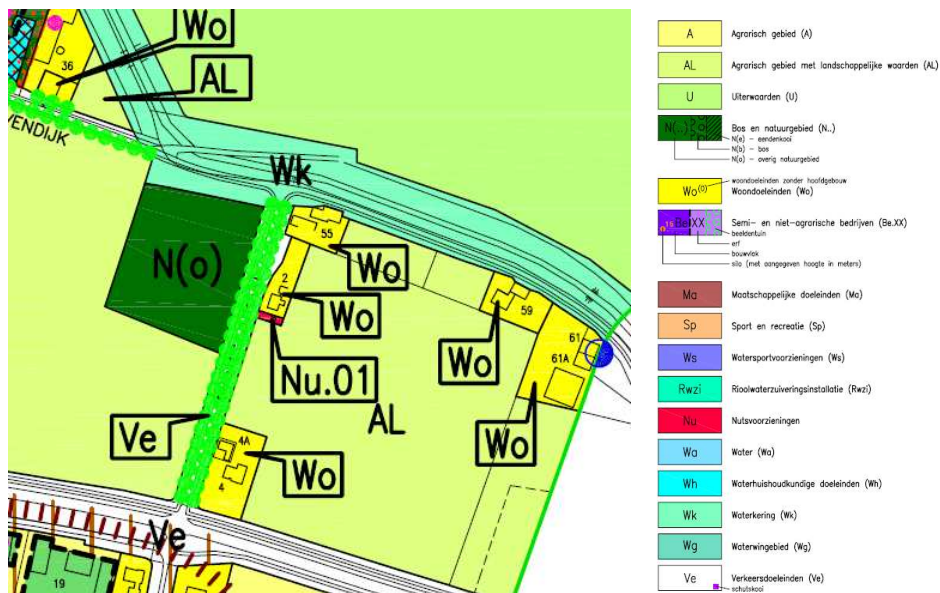 Wo
36
AL
VENDIJK
Wk
N(o)
55
Wo
2
Wo
59
Wo
61
61A
Nu.01
AL
Ve
4A
4
Wo
Wo
Ve
19
A Agrarisch gebied (A)
AL Agrarisch gebied met landschappelijke waarden (AL)
U Uiterwaarden (U)
N(..) Bos en natuurgebied (N..)
N(e) - eendenkooi
N(b) - bos
N(o) - overig natuurgebied
woondoeleinden zonder hoofdgebouw
Wo(0) Woondoeleinden (Wo)
Be.XX Semi- en niet-agrarische bedrijven (Be.XX)
beeldentuin
erf
bouwvlek
silo (met aangegeven hoogte in meters)
Ma Maatschappelijke doeleinden (Ma)
Sp Sport en recreatie (Sp)
Ws Watersportvoorzieningen (Ws)
Rwzi Rioolwaterzuiveringsinstallatie (Rwzi)
Nu Nutsvoorzieningen
Wa Water (Wa)
Wh Waterhuishoudkundige doeleinden (Wh)
Wk Waterkering (Wk)
Wg Waterwingebied (Wg)
Ve Verkeersdoeleinden (Ve)
schutskooi